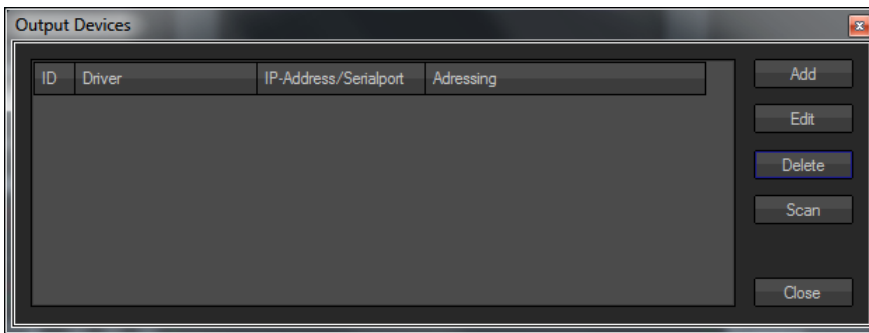 Output Devices
ID Driver IP-Address/Serialport Adressing
Add
Edit
Delete
Scan
Close